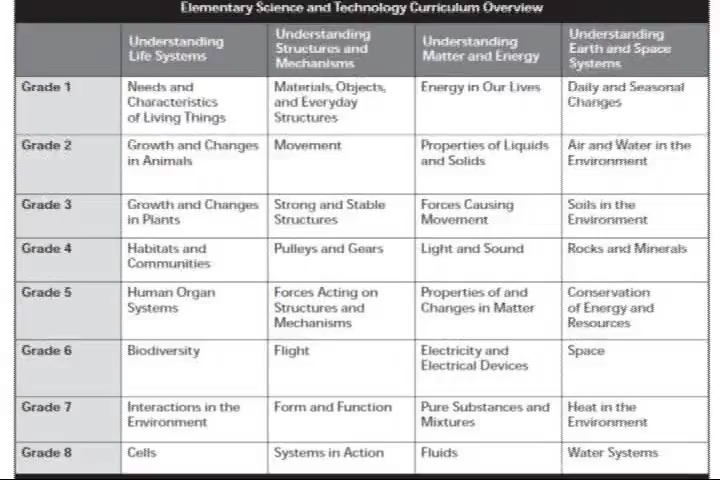 Elementary Science and Technology Curriculum Overview
Understanding
Life Systems
Understanding
Structures and
Mechanisms
Understanding
Matter and Energy
Understanding
Earth and Space
Systems
Grade 1
Needs and
Characteristics
of Living Things
Materials, Objects,
and Everyday
Structures
Energy in Our Lives
Daily and Seasonal
Changes
Grade 2
Growth and Changes
in Animals
Movement
Properties of Liquids
and Solids
Air and Water in the
Environment
Grade 3
Growth and Changes
in Plants
Strong and Stable
Structures
Forces Causing
Movement
Soils in the
Environment
Grade 4
Habitats and
Communities
Pulleys and Gears
Light and Sound
Rocks and Minerals
Grade 5
Human Organ
Systems
Forces Acting on
Structures and
Mechanisms
Properties of and
Changes in Matter
Conservation
of Energy and
Resources
Grade 6
Biodiversity
Flight
Electricity and
Electrical Devices
Space
Grade 7
Interactions in the
Environment
Form and Function
Pure Substances and
Mixtures
Heat in the
Environment
Grade 8
Cells
Systems in Action
Fluids
Water Systems